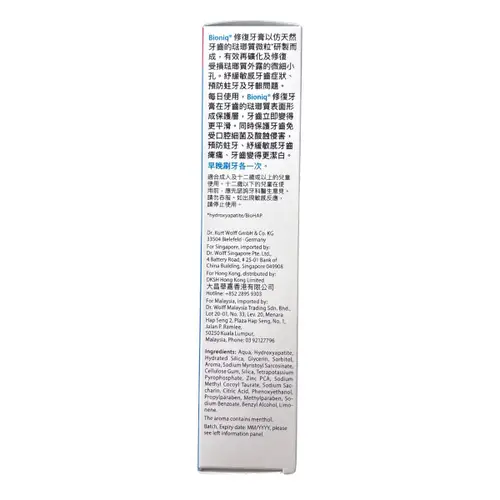 Bioniq® 修復牙膏以仿天然
牙齒的琺瑯質微粒*研製而
成，有效再礦化及修復
受損琺瑯質外露的微細小
孔。紓緩敏感牙齒症狀、
預防蛀牙及牙齦問題。
每日使用，Bioniq® 修復牙
膏在牙齒的琺瑯質表面形
成保護層，牙齒立即變得
更平滑。同時保護牙齒免
受口腔細菌及酸蝕侵害，
預防蛀牙、紓緩敏感牙齒
痠痛，牙齒變得更潔白。
早晚刷牙各一次。
適合成人及十二歲或以上的兒童
使用。十二歲以下的兒童在使
用前，應先諮詢牙科醫生意見。
請勿吞服。如出現敏感反應，
請停止使用。
*hydroxyapatite/BioHAP
Dr. Kurt Wolff GmbH & Co. KG
33504 Bielefeld - Germany
For Singapore, imported by:
Dr. Wolff Singapore Pte. Ltd.,
4 Battery Road, # 25-01 Bank of
China Building, Singapore 049908
For Hong Kong, distributed by:
DKSH Hong Kong Limited
大昌華嘉香港有限公司
Hotline: +852 2895 9303
For Malaysia, imported by:
Dr. Wolff Malaysia Trading Sdn. Bhd.,
Lot 20-01, No. 33, Lev. 20, Menara
Hap Seng 2, Plaza Hap Seng, No. 1,
Jalan P. Ramlee,
50250 Kuala Lumpur,
Malaysia, Phone: 03 92127796
Ingredients: Aqua, Hydroxyapatite,
Hydrated Silica, Glycerin, Sorbitol,
Aroma, Sodium Myristoyl Sarcosinate,
Cellulose Gum, Silica, Tetrapotassium
Pyrophosphate, Zinc PCA, Sodium
Methyl Cocoyl Taurate, Sodium Sac-
charin, Citric Acid, Phenoxyethanol,
Propylparaben, Methylparaben, So-
dium Benzoate, Benzyl Alcohol, Limo-
nene.
The aroma contains menthol.
Batch, Expiry date: MM/YYYY, please
see left information panel